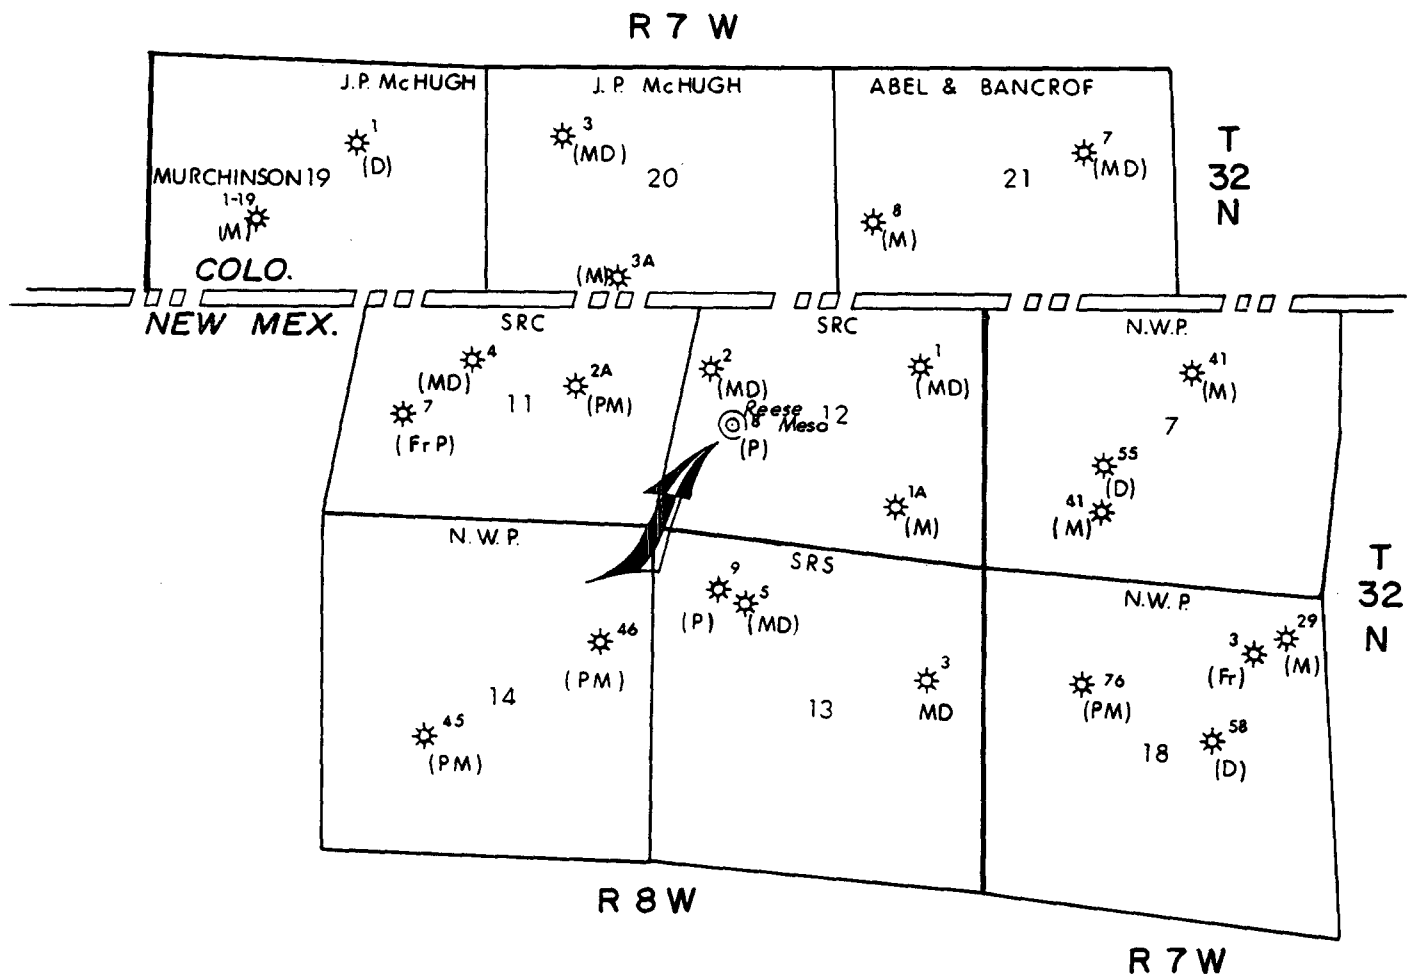 R 7 W
J. P. McHUGH
J. P. McHUGH
ABEL & BANCROF
1
(D)
3
(MD)
7
(MD)
T
32
N
MURCHINSON 19
20
21
1-19
(M)
8
(M)
3A
COLO.
NEW MEX.
SRC
SRC
N.W.P.
4
(MD)
2A
(PM)
11
7
(Fr P)
2
(MD)
1
(MD)
Reese
Mesa
12
8
(P)
1A
(M)
41
(M)
7
55
(D)
41
(M)
N.W.P.
SRS
N.W.P.
T
32
N
9
(P)
5
(MD)
46
(PM)
14
45
(PM)
3
MD
13
29
(M)
3
(Fr)
76
(PM)
18
58
(D)
R 8 W
R 7 W